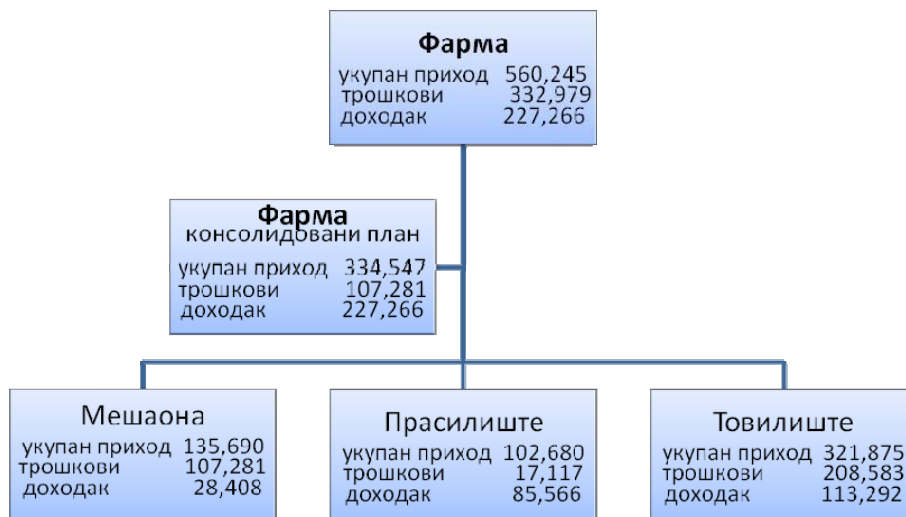 Фарма
укупан приход 560,245
трошкови 332,979
доходак 227,266
Фарма
консолидовани план
укупан приход 334,547
трошкови 107,281
доходак 227,266
Мешаона
укупан приход 135,690
трошкови 107,281
доходак 28,408
Прасилиште
укупан приход 102,680
трошкови 17,117
доходак 85,566
Товилиште
укупан приход 321,875
трошкови 208,583
доходак 113,292